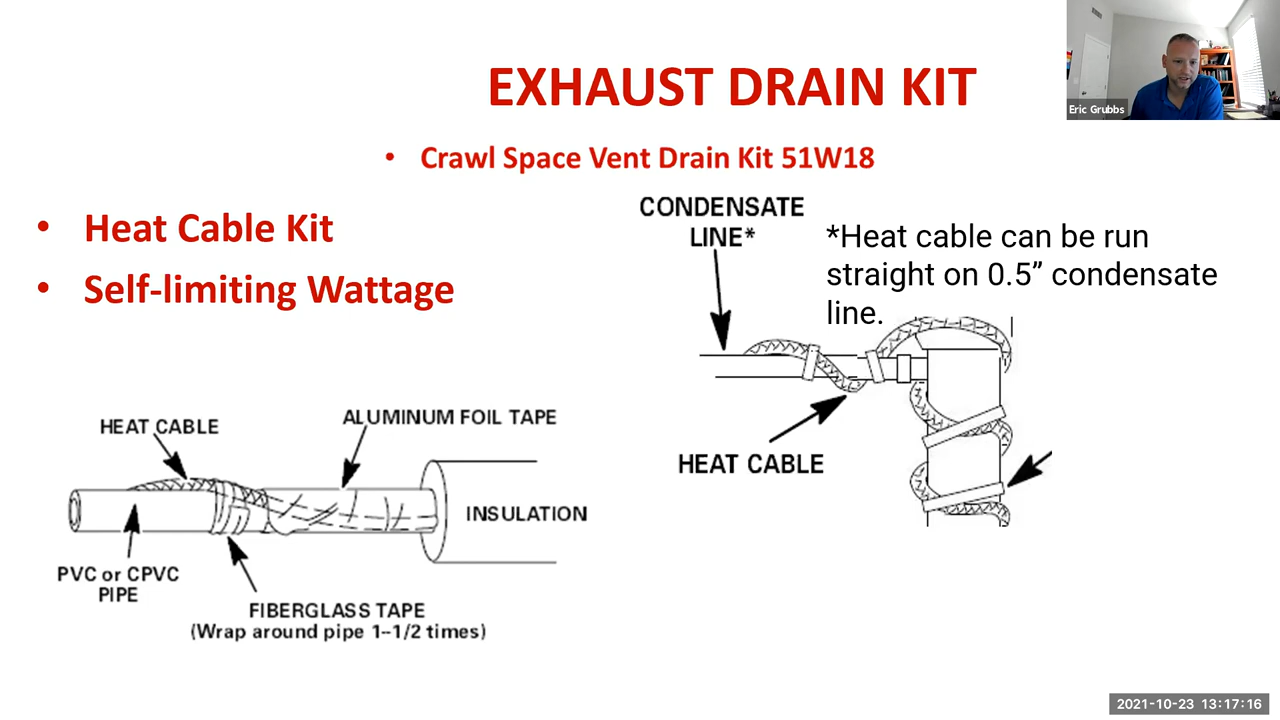 EXHAUST DRAIN KIT
• Crawl Space Vent Drain Kit 51W18
• Heat Cable Kit
• Self-limiting Wattage
CONDENSATE
LINE*
*Heat cable can be run
straight on 0.5” condensate
line.
HEAT CABLE
HEAT CABLE
ALUMINUM FOIL TAPE
INSULATION
PVC or CPVC
PIPE
FIBERGLASS TAPE
(Wrap around pipe 1--1/2 times)
Eric Grubbs
2021-10-23 13:17:16